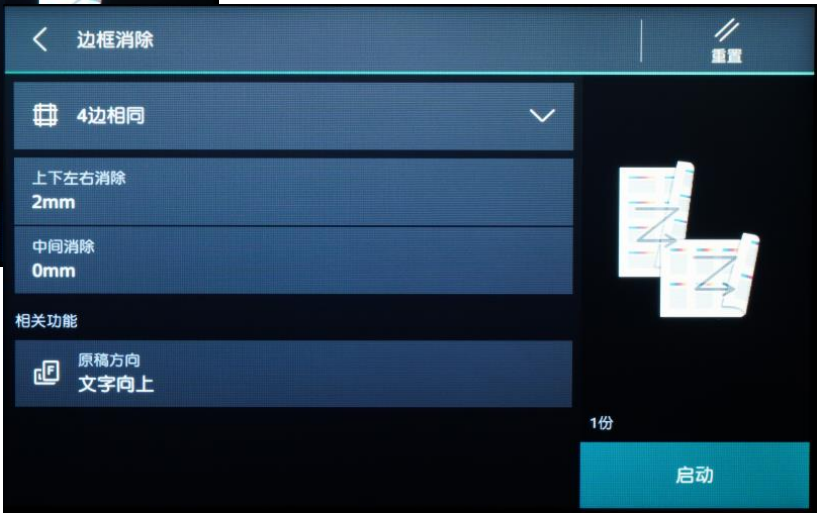 边框消除
重置
4边相同
上下左右消除
2mm
中间消除
0mm
相关功能
原稿方向
文字向上
1份
启动